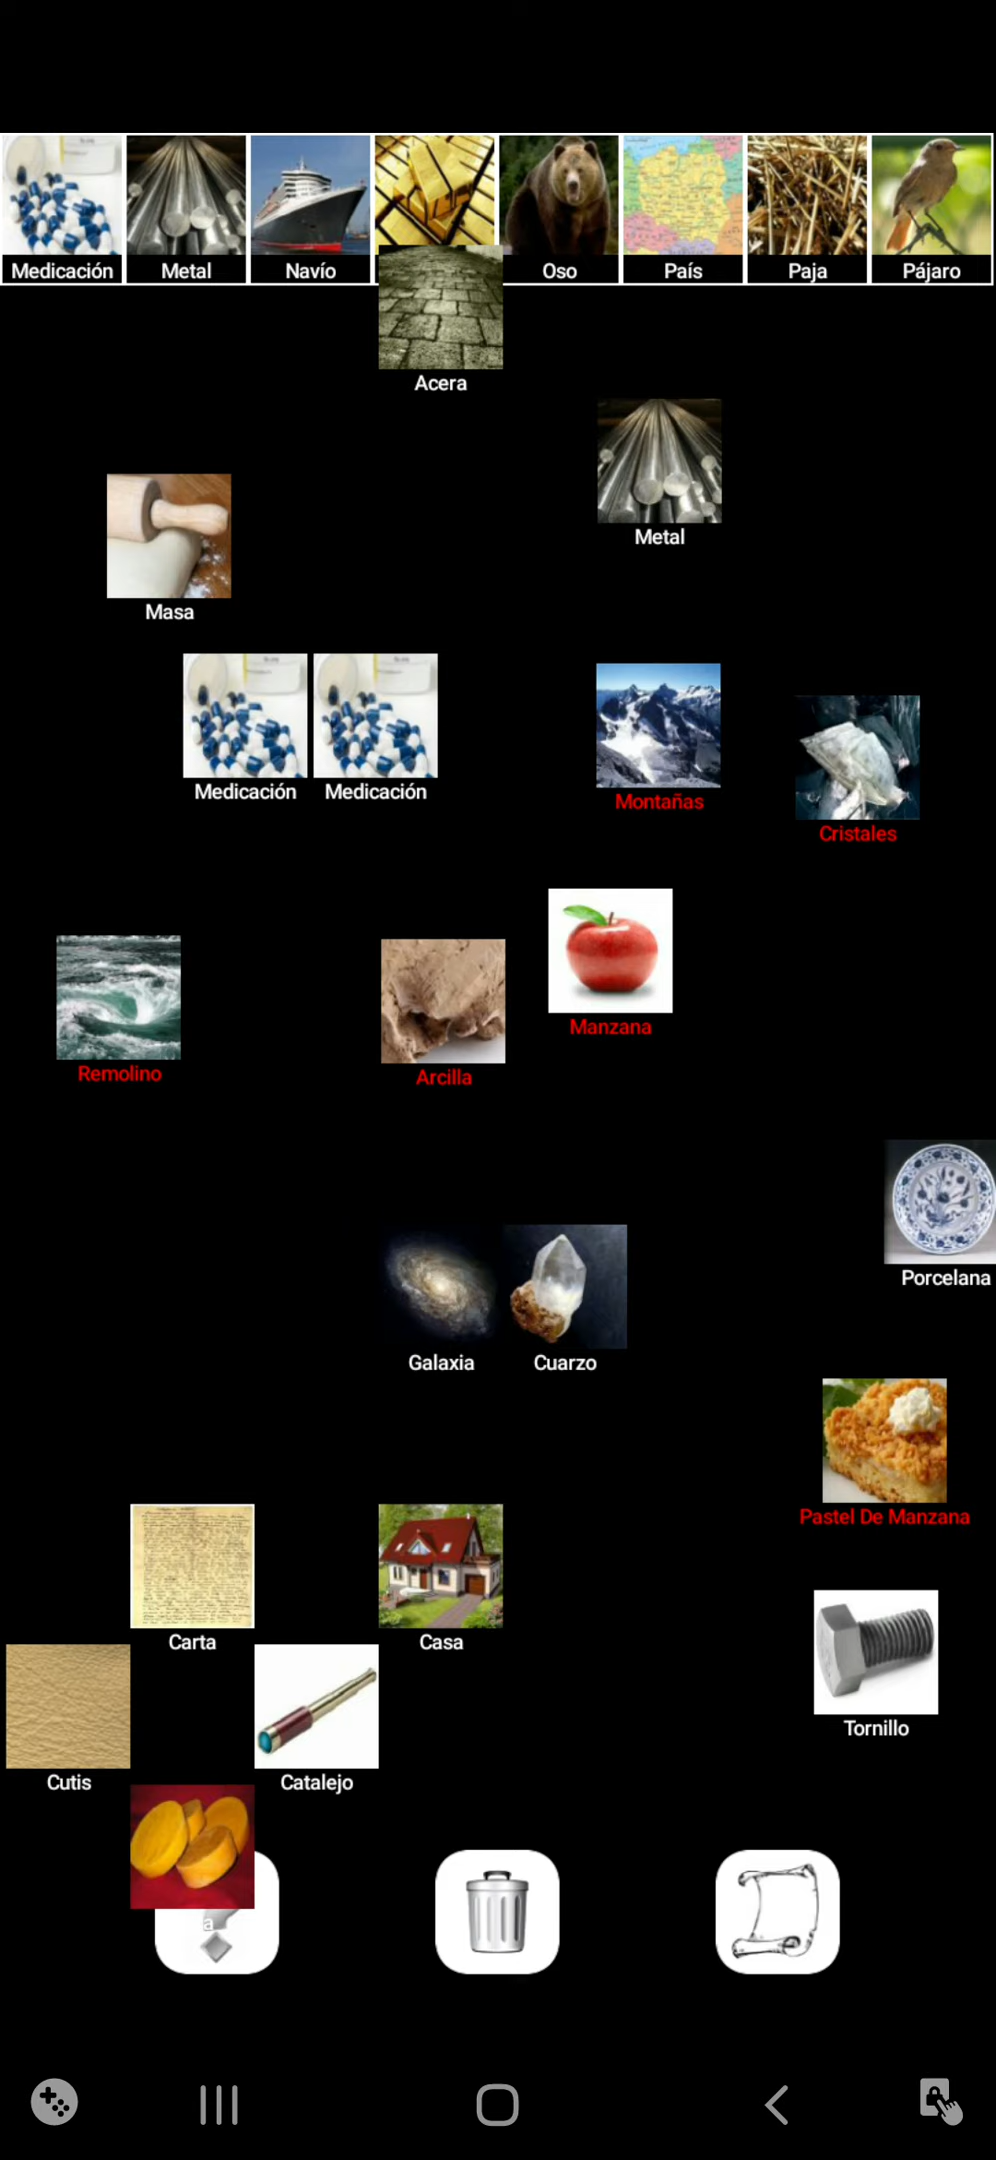 Medicación
Metal
Navío
Oso
País
Paja
Pájaro
Acera
Metal
Masa
Medicación
Medicación
Montañas
Cristales
Manzana
Remolino
Arcilla
Porcelana
Galaxia
Cuarzo
Pastel De Manzana
Carta
Casa
Tornillo
Cutis
Catalejo
a